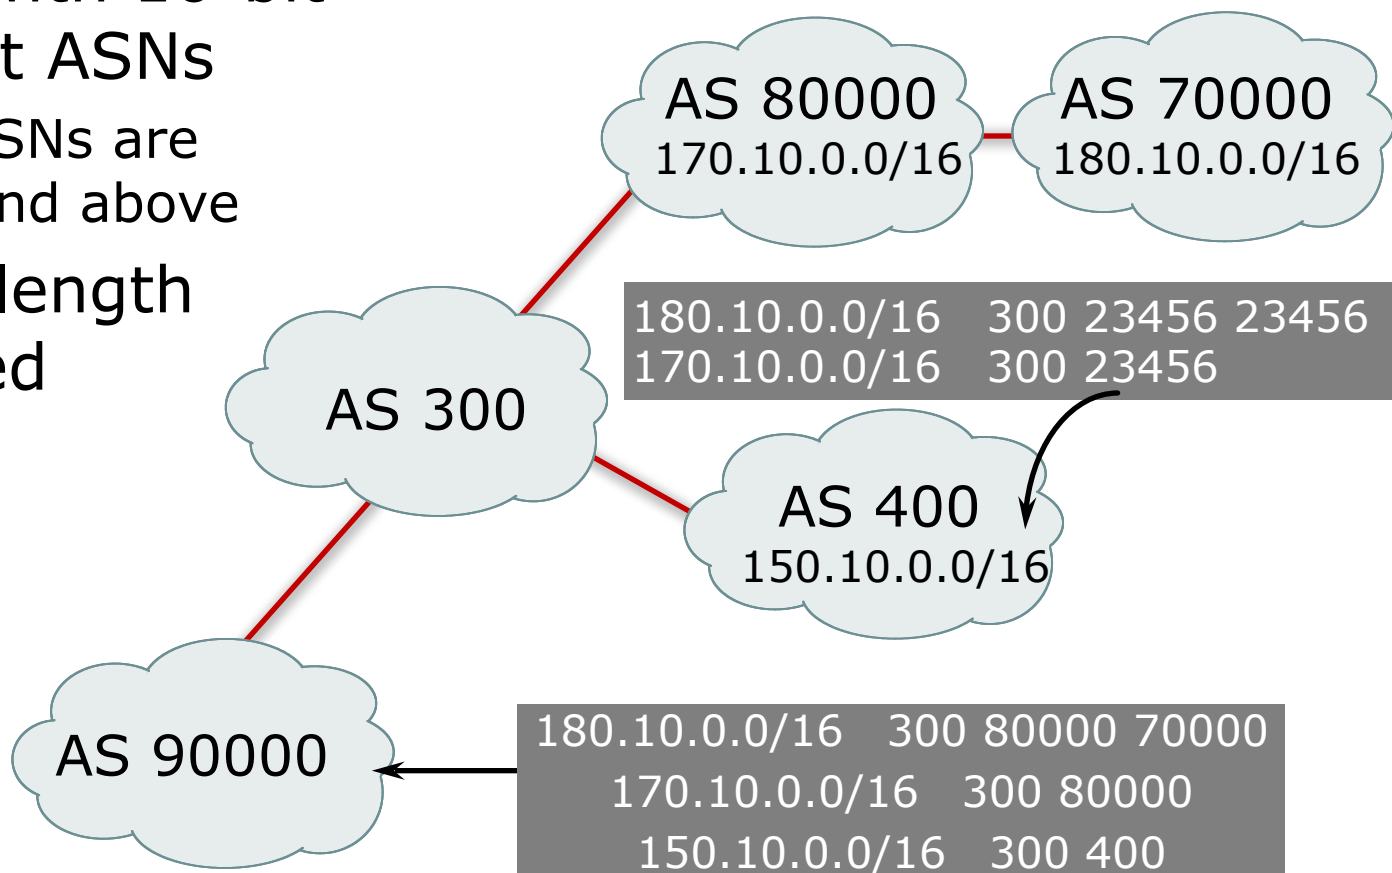 t ASNs
SNs are
nd above
length
ed
AS 80000
170.10.0.0/16
AS 70000
180.10.0.0/16
180.10.0.0/16 300 23456 23456
170.10.0.0/16 300 23456
AS 300
AS 400
150.10.0.0/16
AS 90000
180.10.0.0/16 300 80000 70000
170.10.0.0/16 300 80000
150.10.0.0/16 300 400